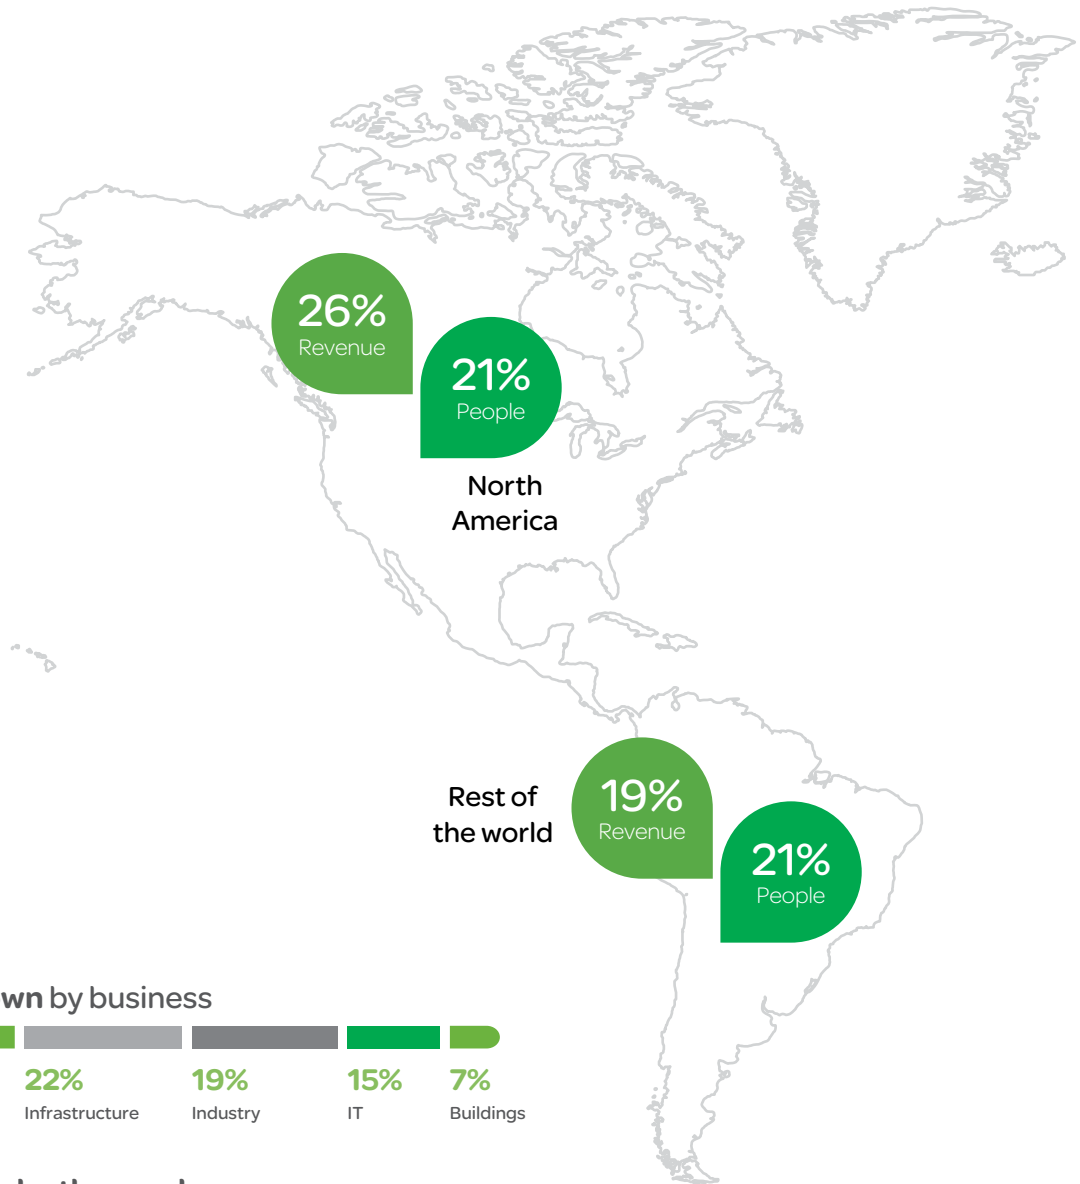 26%
Revenue
21%
People
North
America
Rest of
the world
19%
Revenue
21%
People
wn by business
22%
19%
15%
7%
Infrastructure
Industry
IT
Buildings